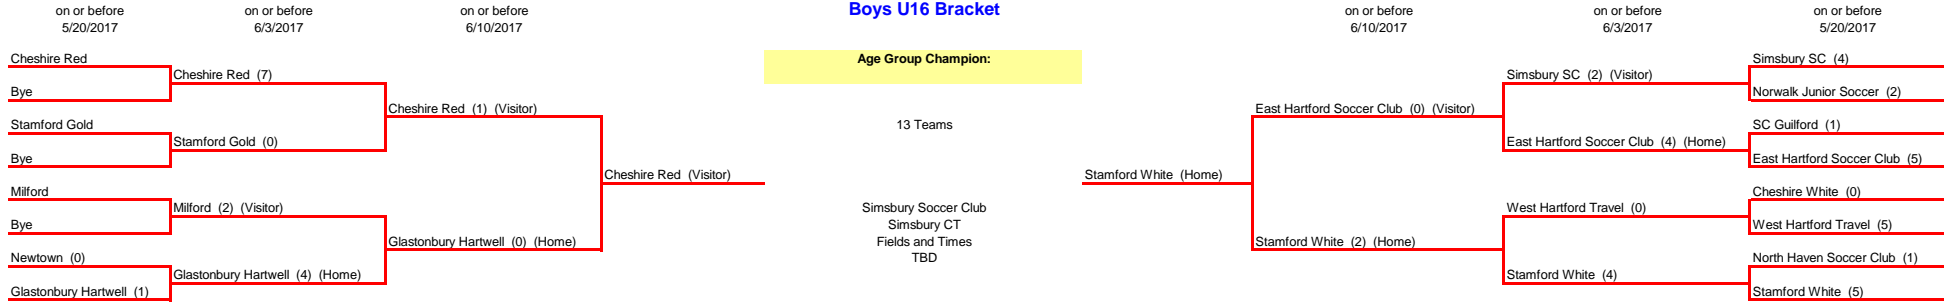 Boys U16 Bracket
on or before
5/20/2017
on or before
6/3/2017
on or before
6/10/2017
on or before
6/10/2017
on or before
6/3/2017
on or before
5/20/2017
Cheshire Red
Bye
Stamford Gold
Bye
Milford
Bye
Newtown (0)
Glastonbury Hartwell (1)
Cheshire Red (7)
Stamford Gold (0)
Milford (2) (Visitor)
Glastonbury Hartwell (4) (Home)
Cheshire Red (1) (Visitor)
Glastonbury Hartwell (0) (Home)
Cheshire Red (Visitor)
Age Group Champion:
13 Teams
Simsbury Soccer Club
Simsbury CT
Fields and Times
TBD
Stamford White (Home)
East Hartford Soccer Club (0) (Visitor)
Stamford White (2) (Home)
Simsbury SC (2) (Visitor)
East Hartford Soccer Club (4) (Home)
West Hartford Travel (0)
Stamford White (4)
Simsbury SC (4)
Norwalk Junior Soccer (2)
SC Guilford (1)
East Hartford Soccer Club (5)
Cheshire White (0)
West Hartford Travel (5)
North Haven Soccer Club (1)
Stamford White (5)